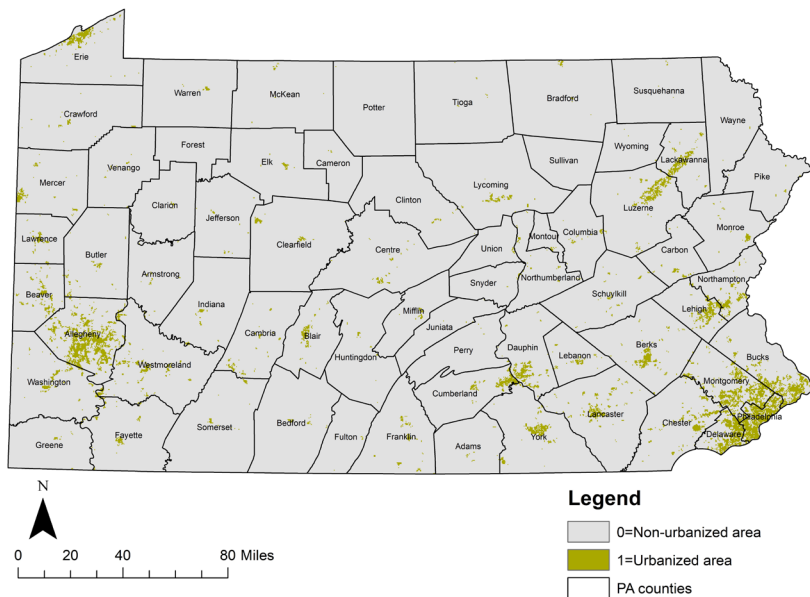 Erie
Warren
McKean
Potter
Tioga
Bradford
Susquehanna
Wayne
Crawford
Forest
Elk
Cameron
Sullivan
Wyoming
Lackawanna
Pike
Venango
Mercer
Clarion
Jefferson
Clinton
Lycoming
Luzerne
Monroe
Lawrence
Butler
Clearfield
Centre
Union
Montour
Columbia
Carbon
Armstrong
Snyder
Northumberland
Northampton
Beaver
Indiana
Schuylkill
Lehigh
Allegheny
Cambria
Blair
Mifflin
Juniata
Huntingdon
Perry
Dauphin
Lebanon
Berks
Bucks
Westmoreland
Montgomery
Washington
Cumberland
Lancaster
Philadelphia
Somerset
Bedford
Fulton
Franklin
Adams
York
Chester
Delaware
Greene
Fayette
N
0 20 40 80 Miles
Legend
0=Non-urbanized area
1=Urbanized area
PA counties